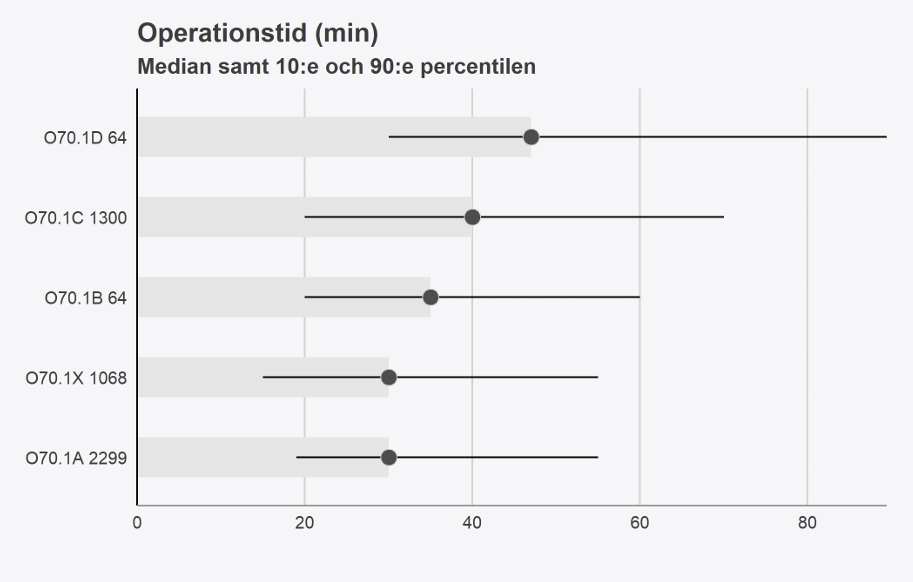 Operationstid (min)
Median samt 10:e och 90:e percentilen
O70.1D 64
O70.1C 1300
O70.1B 64
O70.1X 1068
O70.1A 2299
0 20 40 60 80